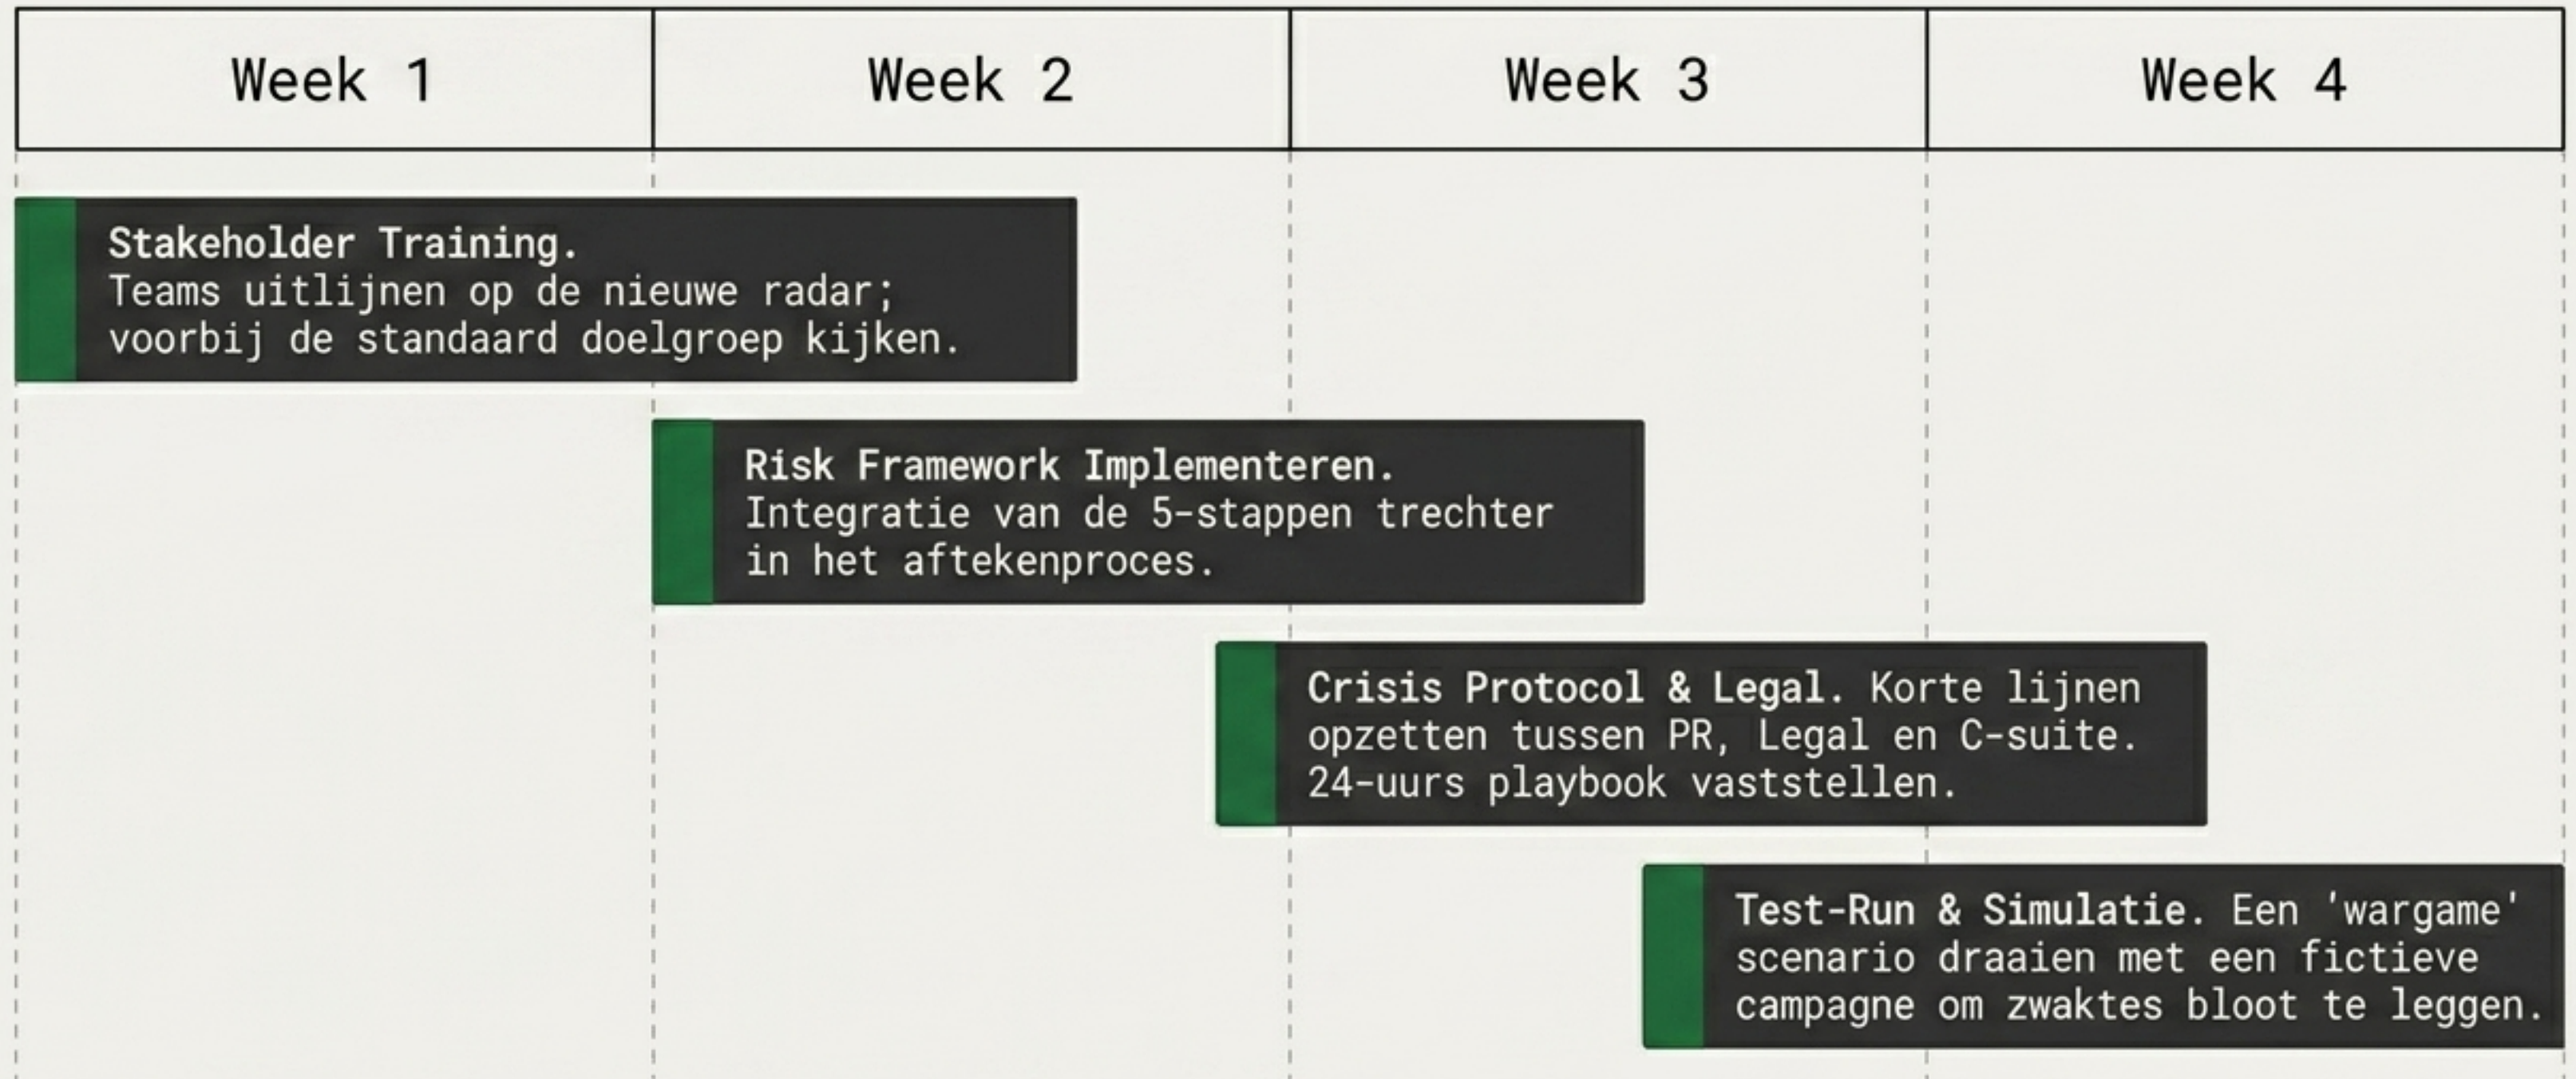 Week 1
Week 2
Week 3
Week 4
Stakeholder Training.
Teams uitlijnen op de nieuwe radar;
voorbij de standaard doelgroep kijken.
Risk Framework Implementeren.
Integratie van de 5-stappen trechter
in het aftekenproces.
Crisis Protocol & Legal. Korte lijnen
opzetten tussen PR, Legal en C-suite.
24-uurs playbook vaststellen.
Test-Run & Simulatie. Een 'wargame'
scenario draaien met een fictieve
campagne om zwaktes bloot te leggen.